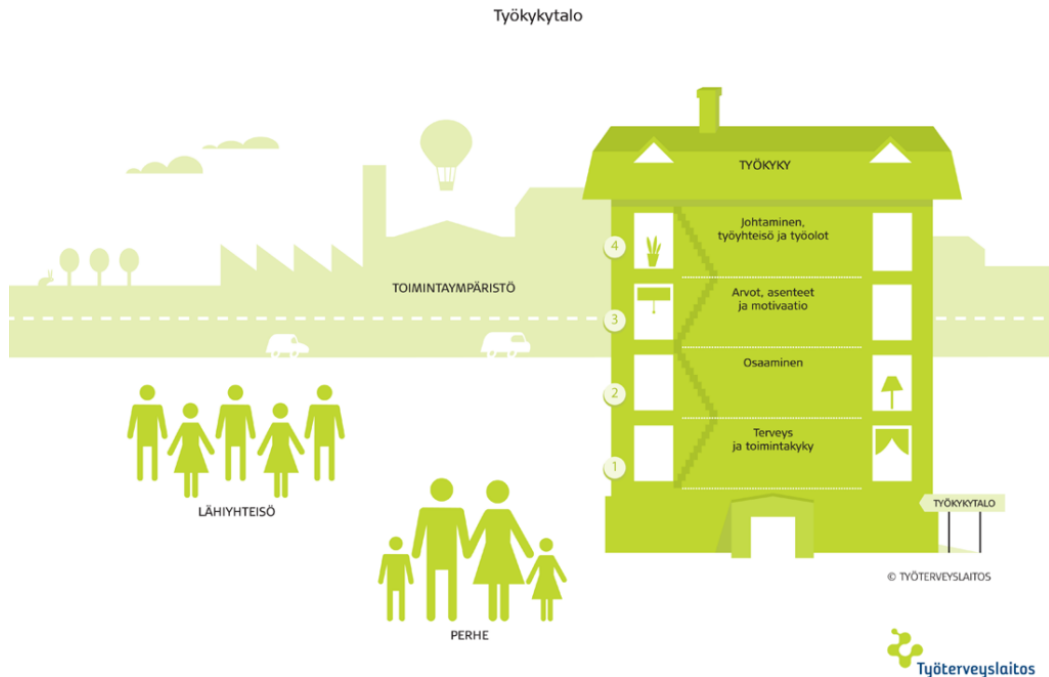 Työkykytalo
TYÖKYKY
4
Johtaminen,
työyhteisö ja työolot
TOIMINTAYMPÄRISTÖ
3
Arvot, asenteet
ja motivaatio
2
Osaaminen
1
Terveys
ja toimintakyky
LÄHIYHTEISÖ
TYÖKYKYTALO
PERHE
© TYÖTERVEYSLAITOS
Työterveyslaitos